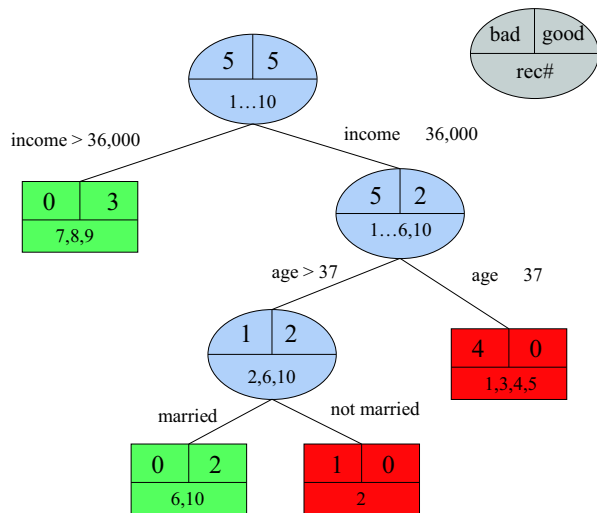 bad good
rec#
5 5
1…10
income > 36,000
income 36,000
0 3
7,8,9
5 2
1…6,10
age > 37
age 37
1 2
2,6,10
4 0
1,3,4,5
married
not married
0 2
6,10
1 0
2